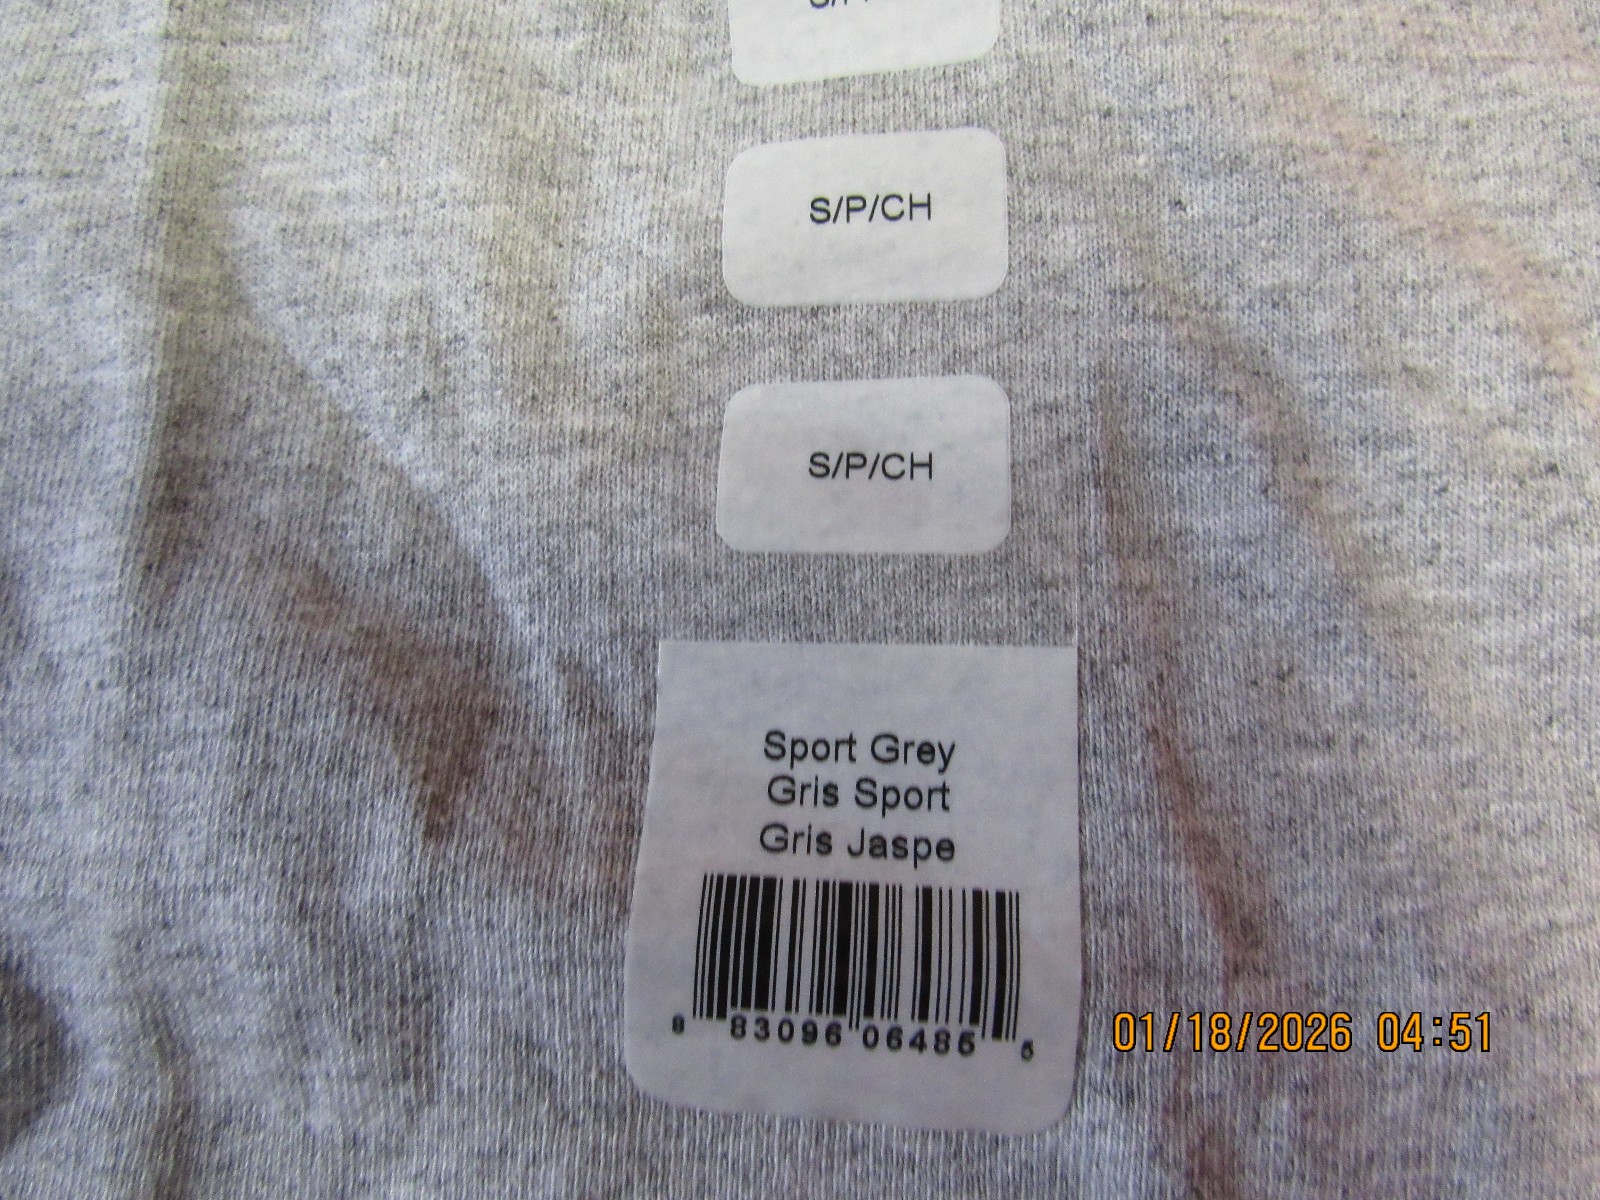 S/P/CH
S/P/CH
Sport Grey
Gris Sport
Gris Jaspe
8 83096 06485 5
01/18/2026 04:51